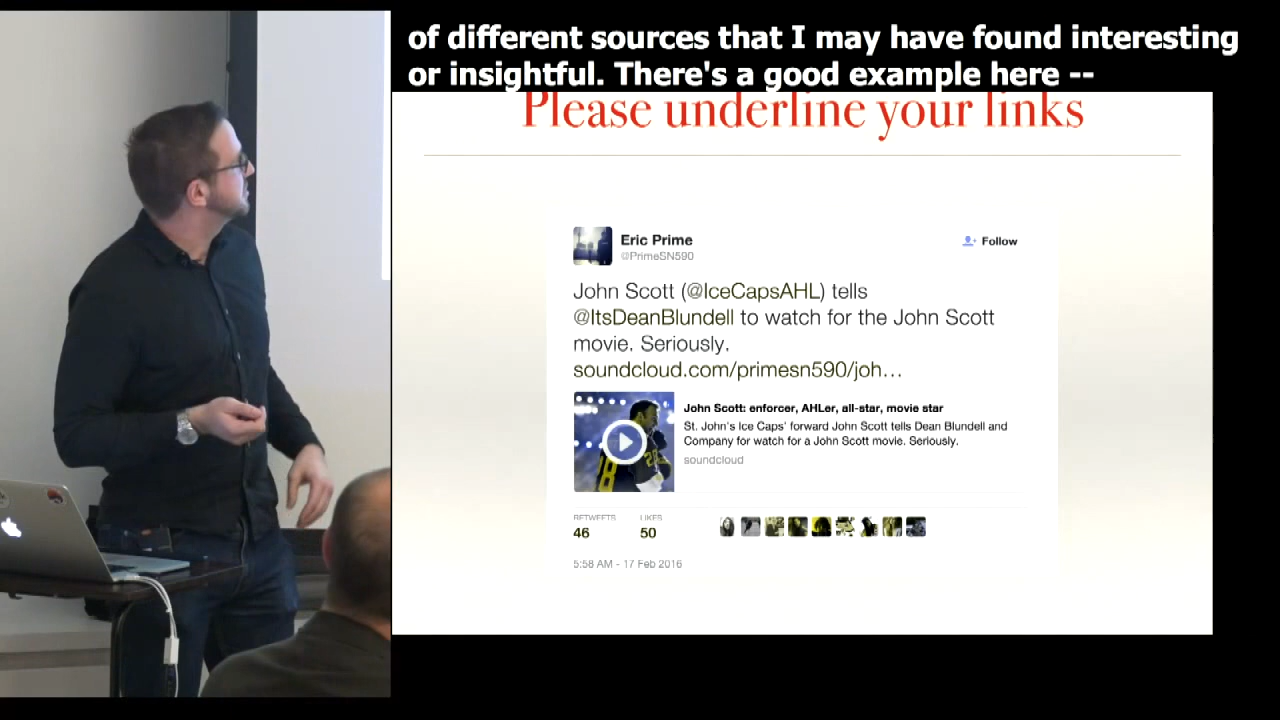 of different sources that I may have found interesting
or insightful. There's a good example here --
Please underline your links
Eric Prime
@PrimeSN590
Follow
John Scott (@IceCapsAHL) tells
@ItsDeanBlundell to watch for the John Scott
movie. Seriously.
soundcloud.com/primesn590/joh…
John Scott: enforcer, AHLer, all-star, movie star
St. John's Ice Caps' forward John Scott tells Dean Blundell and
Company for watch for a John Scott movie. Seriously.
soundcloud
RETWEETS
LIKES
46
50
5:58 AM - 17 Feb 2016
28